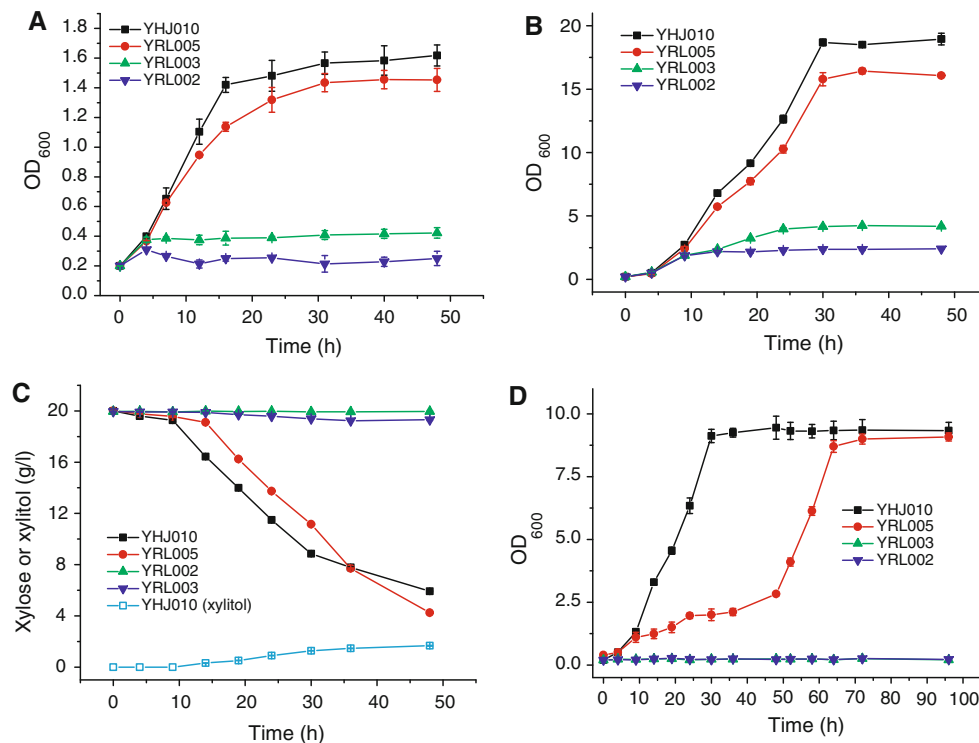 A
YHJ010
YRL005
YRL003
YRL002
1.8
1.6
1.4
1.2
1.0
0.8
0.6
0.4
0.2
0.0
OD600
0 10 20 30 40 50
Time (h)
B
YHJ010
YRL005
YRL003
YRL002
20
15
10
5
0
OD600
0 10 20 30 40 50
Time (h)
C
20
16
12
8
4
0
Xylose or xylitol (g/l)
YHJ010
YRL005
YRL002
YRL003
YHJ010 (xylitol)
0 10 20 30 40 50
Time (h)
D
10.0
7.5
5.0
2.5
0.0
OD600
YHJ010
YRL005
YRL003
YRL002
0 10 20 30 40 50 60 70 80 90 100
Time (h)